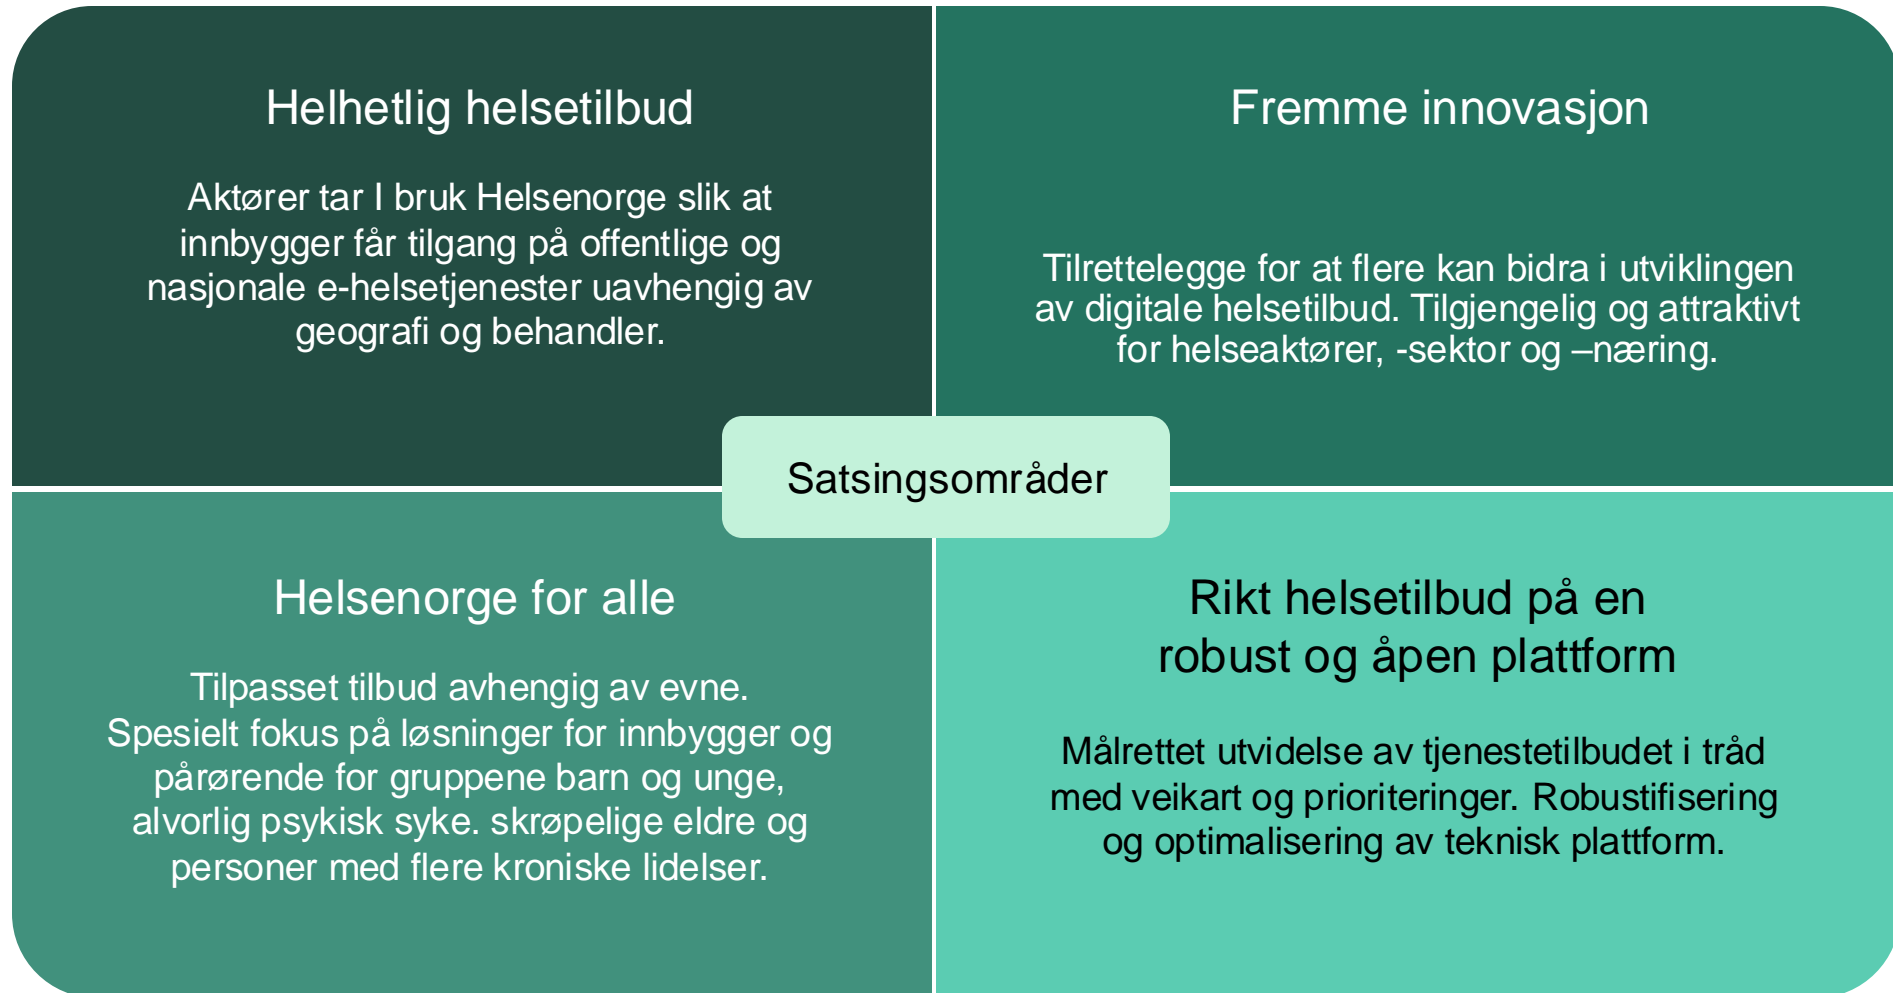 Helhetlig helsetilbud
Aktører tar I bruk Helsenorge slik at
innbygger får tilgang på offentlige og
nasjonale e-helsetjenester uavhengig av
geografi og behandler.
Fremme innovasjon
Tilrettelegge for at flere kan bidra i utviklingen
av digitale helsetilbud. Tilgjengelig og attraktivt
for helseaktører, -sektor og –næring.
Satsingsområder
Helsenorge for alle
Tilpasset tilbud avhengig av evne.
Spesielt fokus på løsninger for innbygger og
pårørende for gruppene barn og unge,
alvorlig psykisk syke. skrøpelige eldre og
personer med flere kroniske lidelser.
Rikt helsetilbud på en
robust og åpen plattform
Målrettet utvidelse av tjenestetilbudet i tråd
med veikart og prioriteringer. Robustifisering
og optimalisering av teknisk plattform.